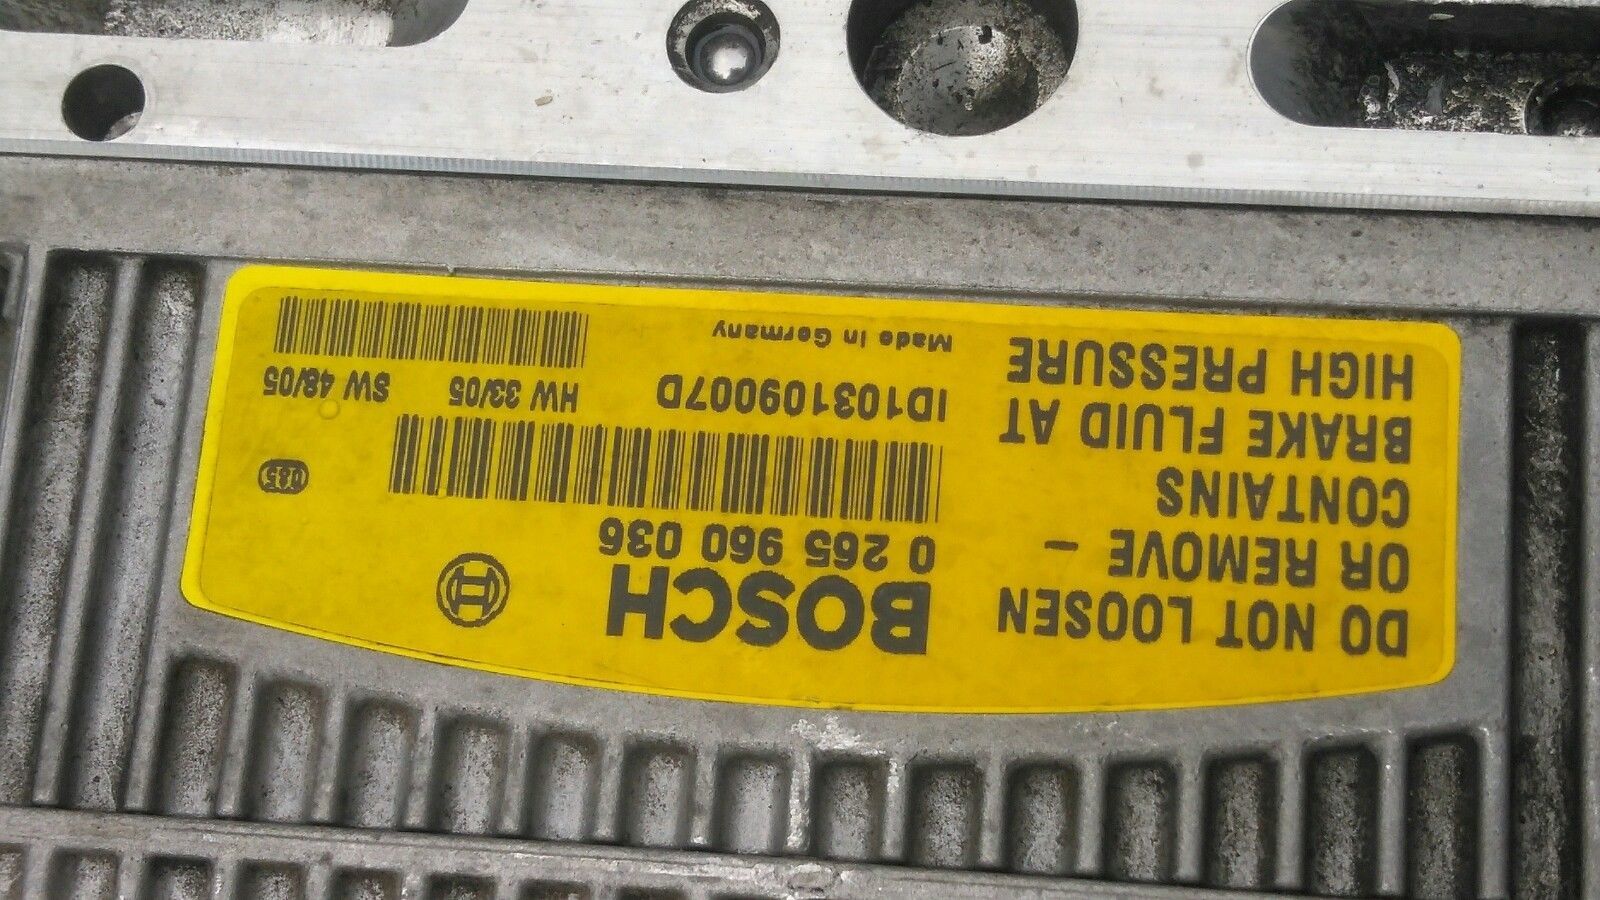 DO NOT LOOSEN
OR REMOVE -
CONTAINS
BRAKE FLUID AT
HIGH PRESSURE
BOSCH
0 265 960 036
ID103109007D
HW 33/05 SW 48/05
Made in Germany